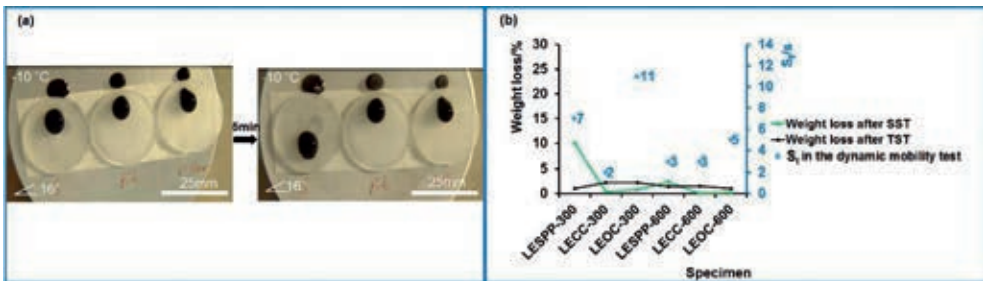 (a)
-10 °C
16°
25mm
5min
10 °C
16°
25mm
(b)
Weight loss/%
30
25
20
15
10
5
0
7
2
11
3
3
5
14
12
10
8
6
4
2
0
Weight loss after SST
Weight loss after TST
in the dynamic mobility test
LESPP-300
LECC-300
LEOC-300
LESPP-600
LECC-600
LEOC-600
Specimen